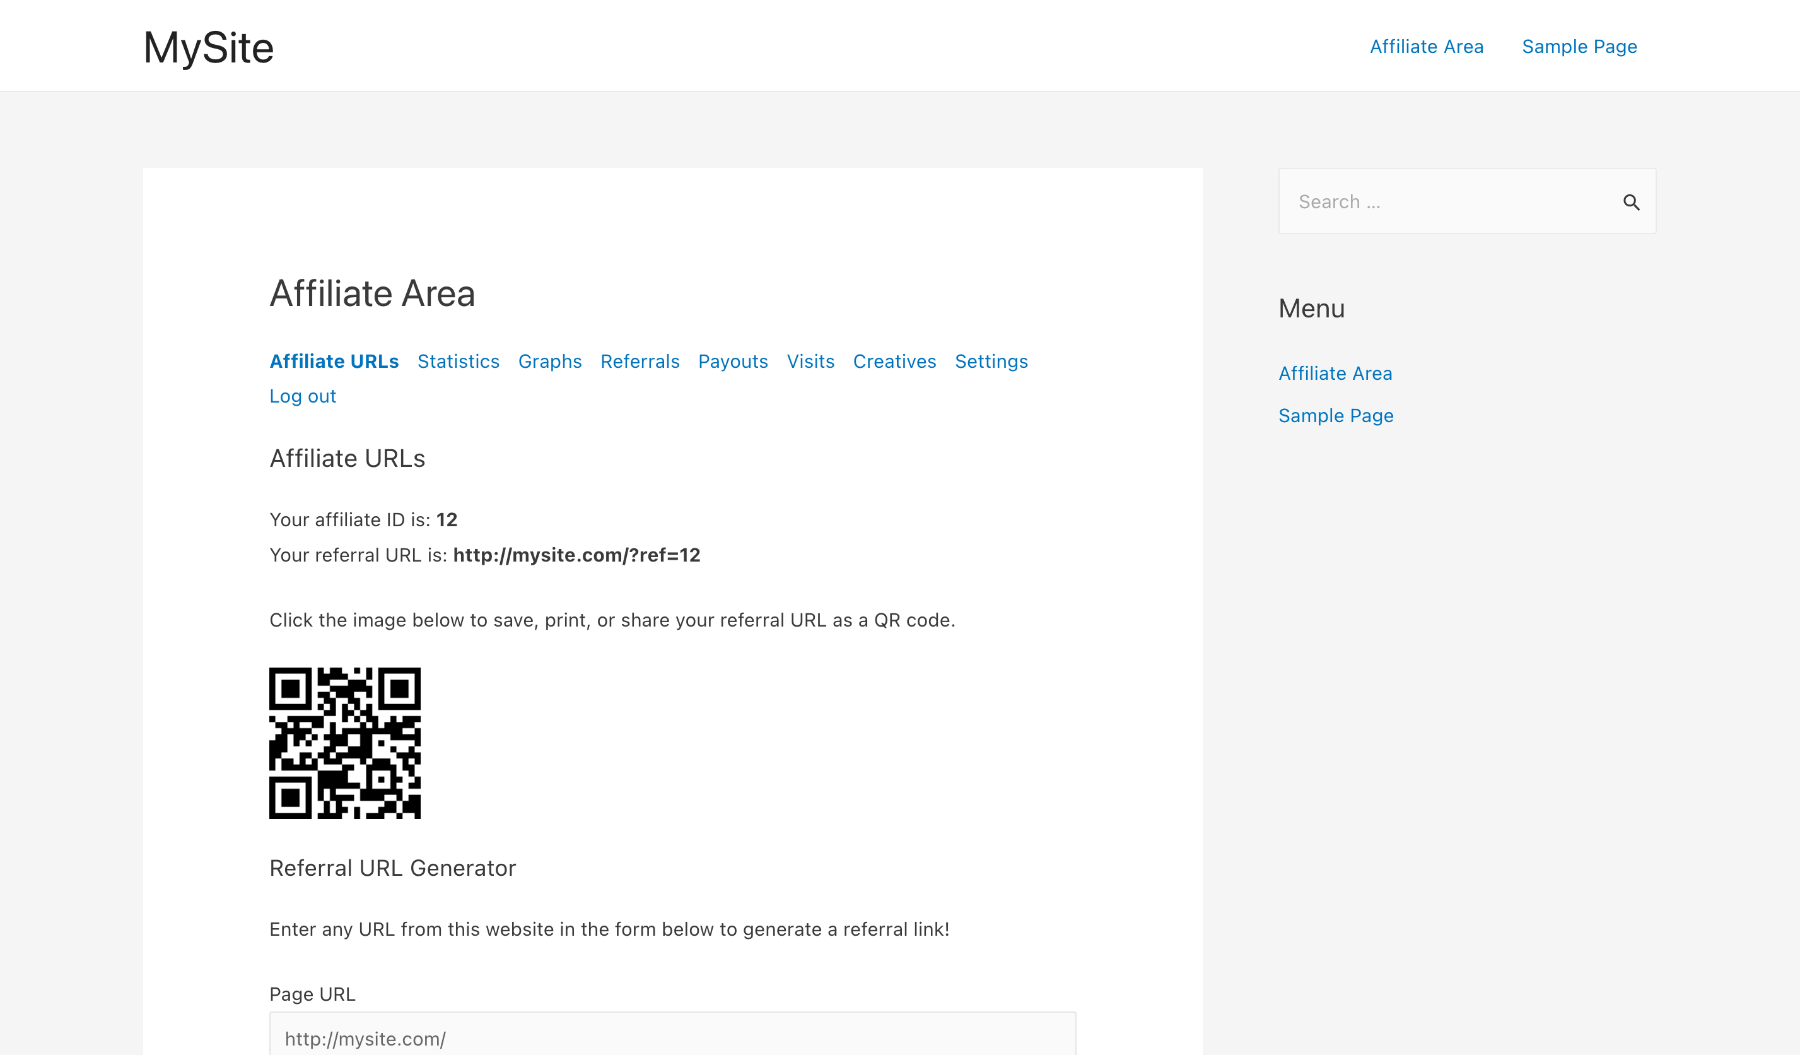 MySite
Affiliate Area
Sample Page
Affiliate Area
Affiliate URLs Statistics Graphs Referrals Payouts Visits Creatives Settings
Log out
Affiliate URLs
Your affiliate ID is: 12
Your referral URL is: http://mysite.com/?ref=12
Click the image below to save, print, or share your referral URL as a QR code.
Referral URL Generator
Enter any URL from this website in the form below to generate a referral link!
Page URL
http://mysite.com/
Search ...
Menu
Affiliate Area
Sample Page